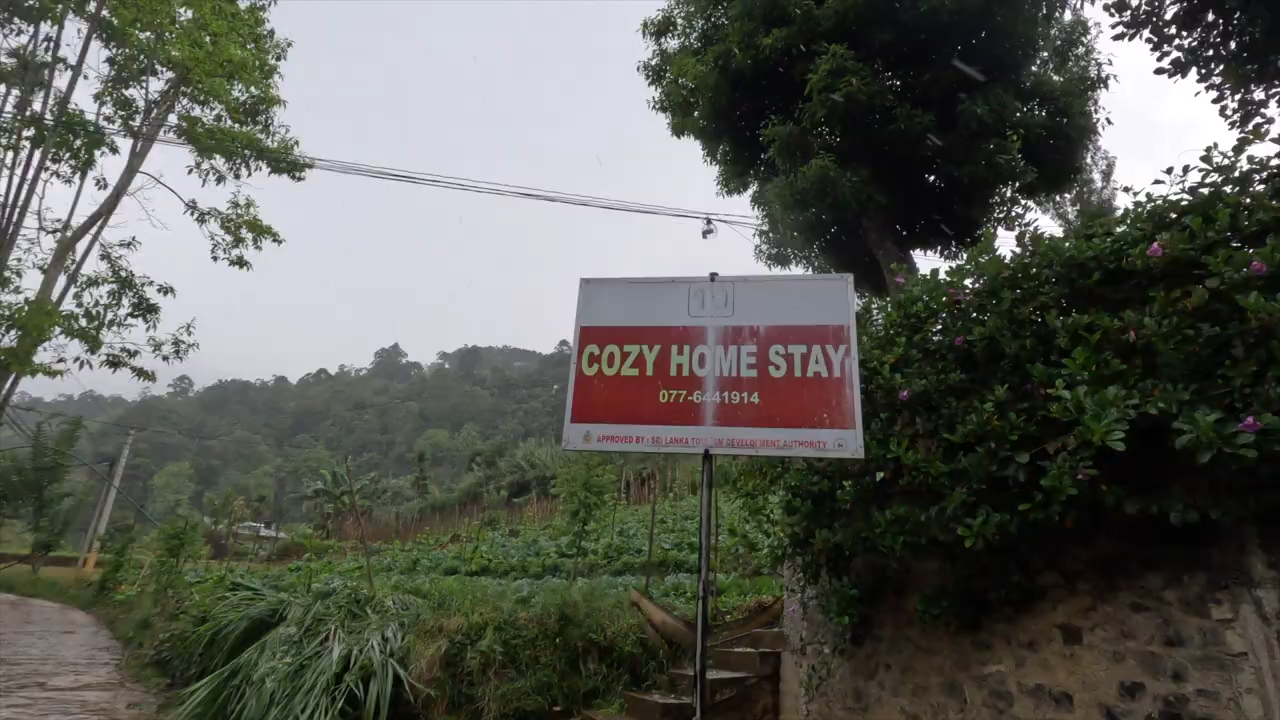 COZY HOME STAY
077-6441914
APPROVED BY : SRI LANKA TOURISM DEVELOPMENT AUTHORITY